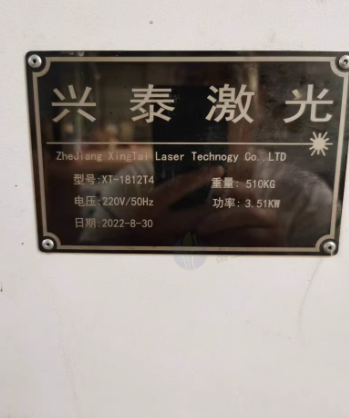 兴泰激光
ZheJiang XingTai Laser Technogy Co.,LTD
型号:XT-1812T4 重量: 510KG
电压:220V/50Hz 功率: 3.51KW
日期:2022-8-30